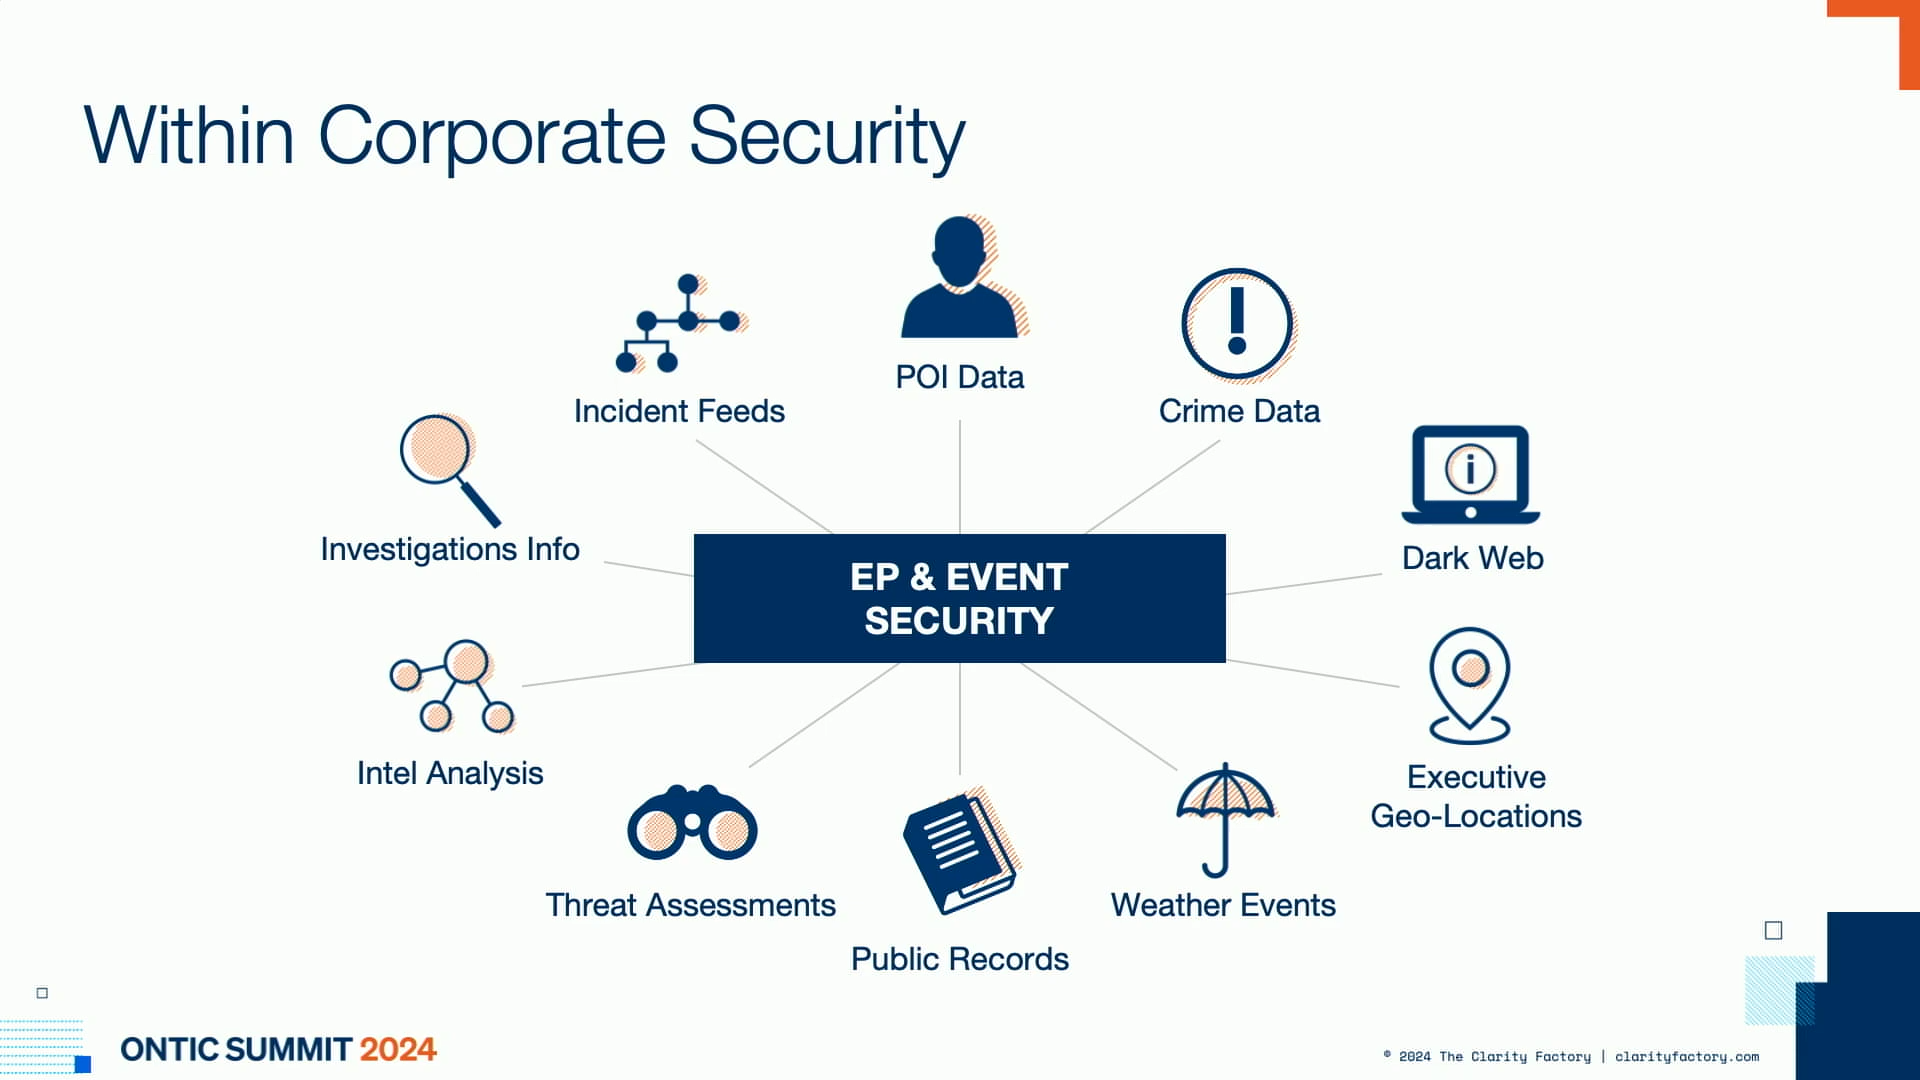 Within Corporate Security
POI Data
Incident Feeds
Crime Data
Investigations Info
Dark Web
EP & EVENT
SECURITY
Intel Analysis
Executive
Geo-Locations
Threat Assessments
Weather Events
Public Records
ONTIC SUMMIT 2024
© 2024 The Clarity Factory | clarityfactory.com